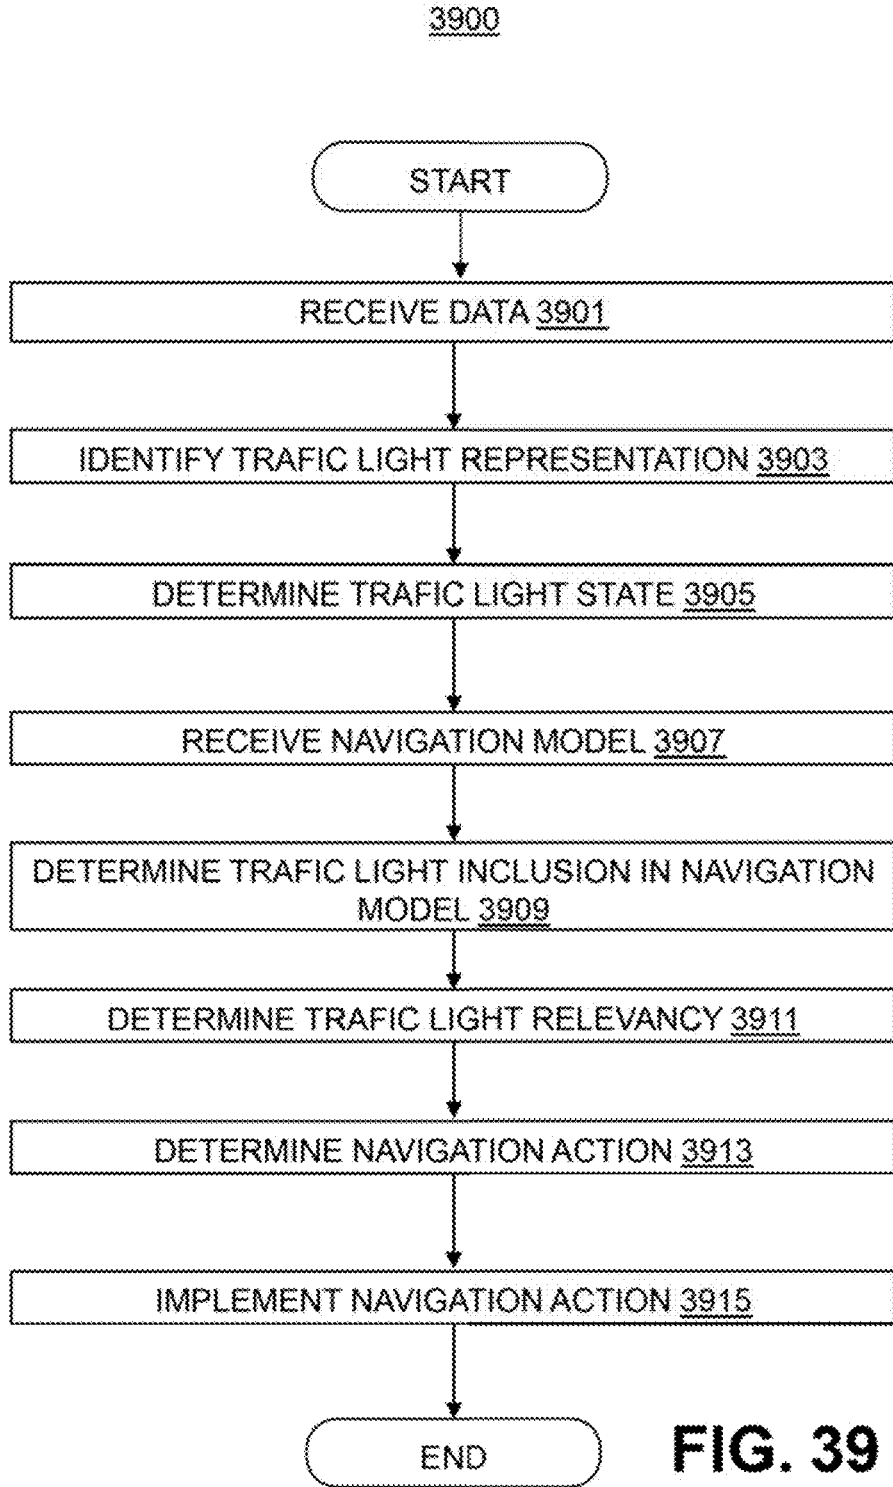 3900
START
RECEIVE DATA 3901
IDENTIFY TRAFIC LIGHT REPRESENTATION 3903
DETERMINE TRAFIC LIGHT STATE 3905
RECEIVE NAVIGATION MODEL 3907
DETERMINE TRAFIC LIGHT INCLUSION IN NAVIGATION
MODEL 3909
DETERMINE TRAFIC LIGHT RELEVANCY 3911
DETERMINE NAVIGATION ACTION 3913
IMPLEMENT NAVIGATION ACTION 3915
END
FIG. 39